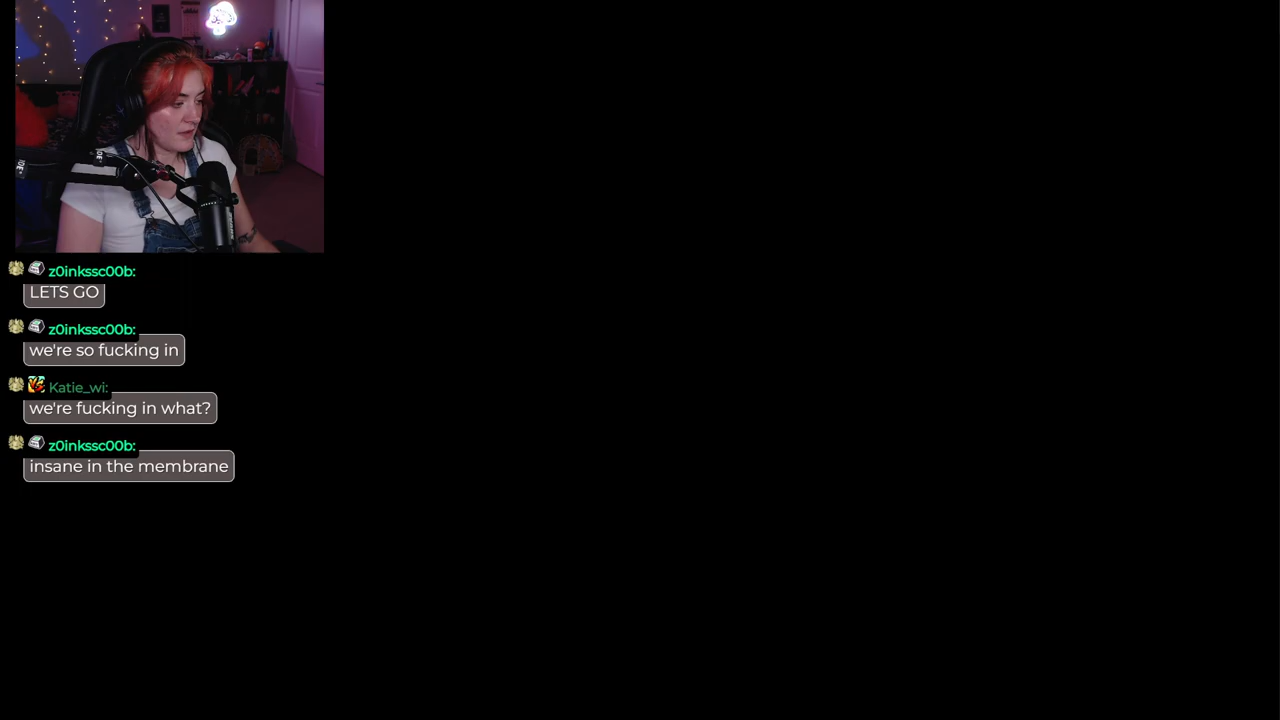 z0inkssc00b:
LETS GO
z0inkssc00b:
we're so fucking in
Katie_wi:
we're fucking in what?
z0inkssc00b:
insane in the membrane